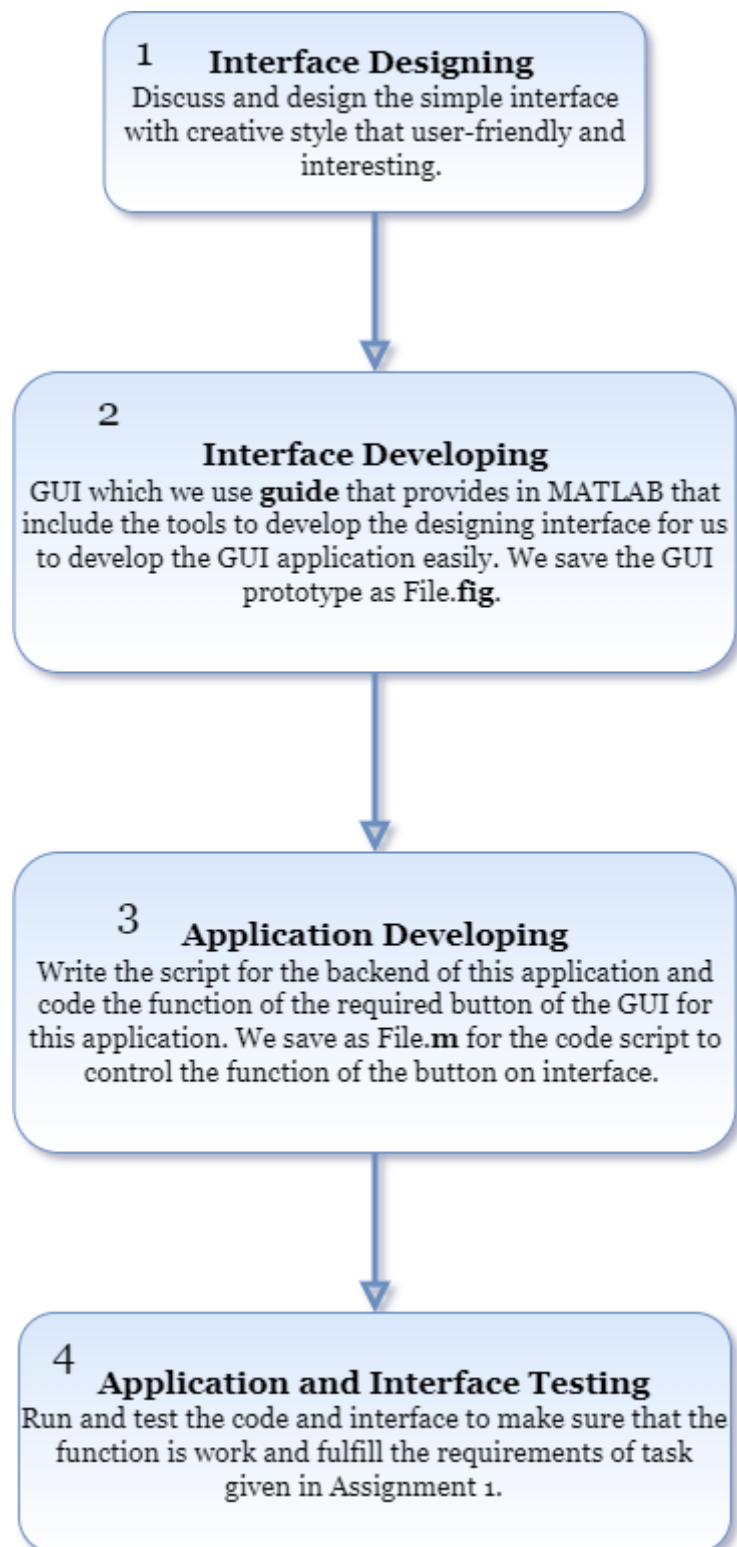 1 Interface Designing
Discuss and design the simple interface
with creative style that user-friendly and
interesting.
2
Interface Developing
GUI which we use guide that provides in MATLAB that
include the tools to develop the designing interface for us
to develop the GUI application easily. We save the GUI
prototype as File.fig.
3 Application Developing
Write the script for the backend of this application and
code the function of the required button of the GUI for
this application. We save as File.m for the code script to
control the function of the button on interface.
4
Application and Interface Testing
Run and test the code and interface to make sure that the
function is work and fulfill the requirements of task
given in Assignment 1.